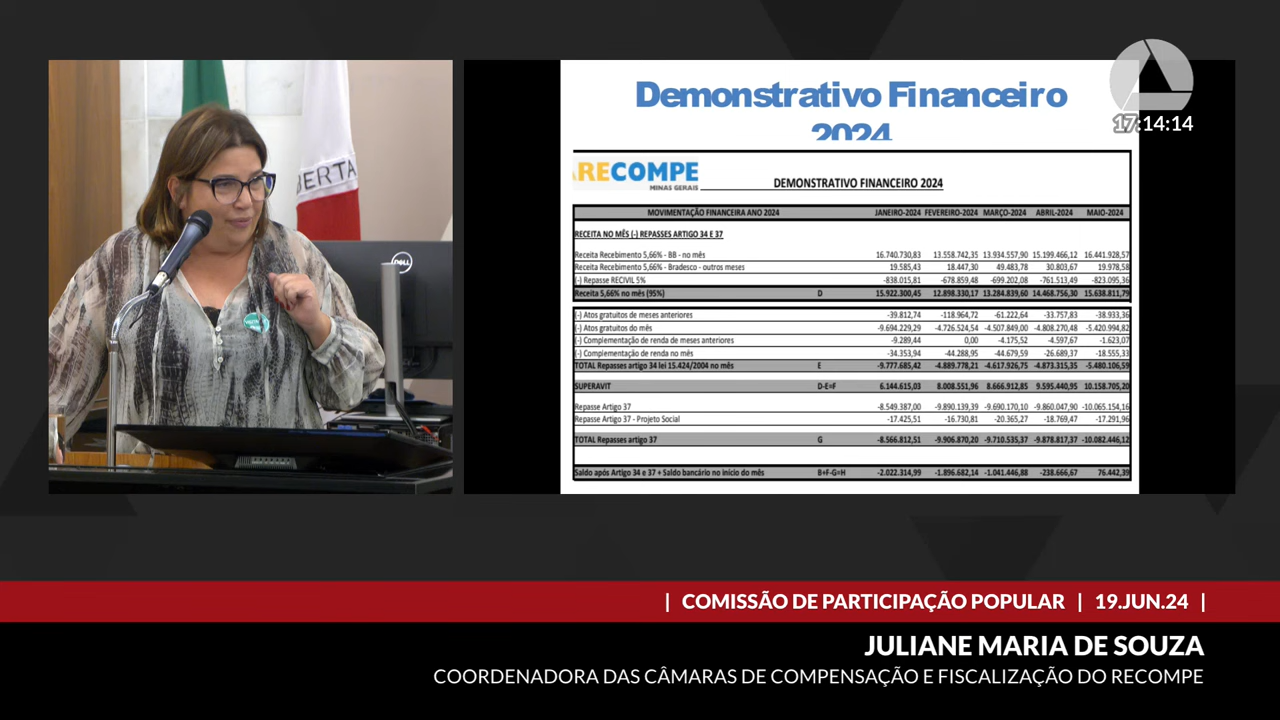 BERTA
DELL
Demonstrativo Financeiro
2024
17:14:14
RECOMPE
MINAS GERAIS
DEMONSTRATIVO FINANCEIRO 2024
MOVIMENTAÇÃO FINANCEIRA ANO 2024 JANEIRO-2024 FEVEREIRO-2024 MARÇO-2024 ABRIL-2024 MAIO-2024
RECEITA NO MÊS (-) REPASSES ARTIGO 34 E 37
Receita Recebimento 5,66% - BB - no mês 16.740.730,83 13.558.742,35 13.934.557,90 15.199.466,12 16.441.928,57
Receita Recebimento 5,66% - Bradesco - outros meses 19.585,43 18.447,30 49.483,78 30.803,67 19.978,58
(-) Repasse RECIVIL 5% -838.015,81 -678.859,48 -699.202,08 -761.513,49 -823.095,36
Receita 5,66% no mês (95%) D 15.922.300,45 12.898.330,17 13.284.839,60 14.468.756,30 15.638.811,79
(-) Atos gratuitos de meses anteriores -39.812,74 -118.964,72 -61.222,64 -33.757,83 -38.933,36
(-) Atos gratuitos do mês -9.694.229,29 -4.726.524,54 -4.507.849,00 -4.808.270,48 -5.420.994,82
(-) Complementação de renda de meses anteriores -9.289,44 0,00 -4.175,52 -4.597,67 -1.623,07
(-) Complementação de renda no mês -34.353,94 -44.288,95 -44.679,59 -26.689,37 -18.555,33
TOTAL Repasses artigo 34 lei 15.424/2004 no mês E -9.777.685,42 -4.889.778,21 -4.617.926,75 -4.873.315,35 -5.480.106,59
SUPERAVIT D-E=F 6.144.615,03 8.008.551,96 8.666.912,85 9.595.440,95 10.158.705,20
Repasse Artigo 37 -8.549.387,00 -9.890.139,39 -9.690.170,10 -9.860.047,90 -10.065.154,16
Repasse Artigo 37 - Projeto Social -17.425,51 -16.730,81 -20.365,27 -18.769,47 -17.291,96
TOTAL Repasses artigo 37 G -8.566.812,51 -9.906.870,20 -9.710.535,37 -9.878.817,37 -10.082.446,12
Saldo após Artigo 34 e 37 + Saldo bancário no início do mês B+F-G=H -2.022.314,99 -1.896.682,14 -1.041.446,88 -238.666,67 76.442,39
| COMISSÃO DE PARTICIPAÇÃO POPULAR | 19.JUN.24 |
JULIANE MARIA DE SOUZA
COORDENADORA DAS CÂMARAS DE COMPENSAÇÃO E FISCALIZAÇÃO DO RECOMPE